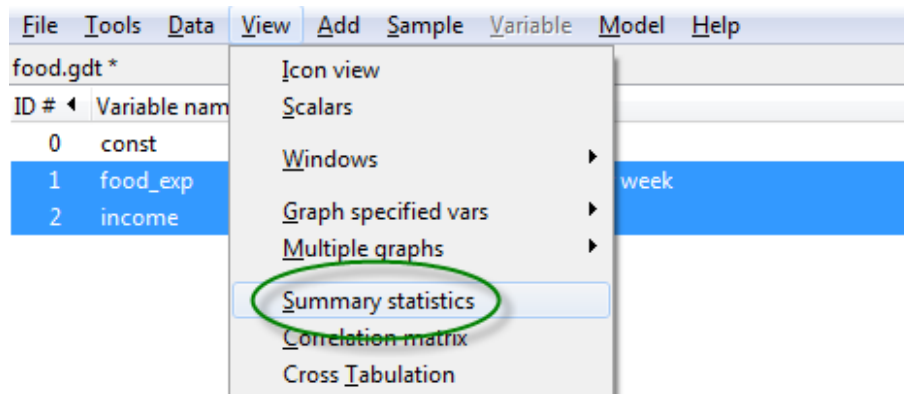 File Tools Data View Add Sample Variable Model Help
food.gdt *
ID # Variable nam
0 const
1 food_exp week
2 income
Icon view
Scalars
Windows
Graph specified vars
Multiple graphs
Summary statistics
Correlation matrix
Cross Tabulation